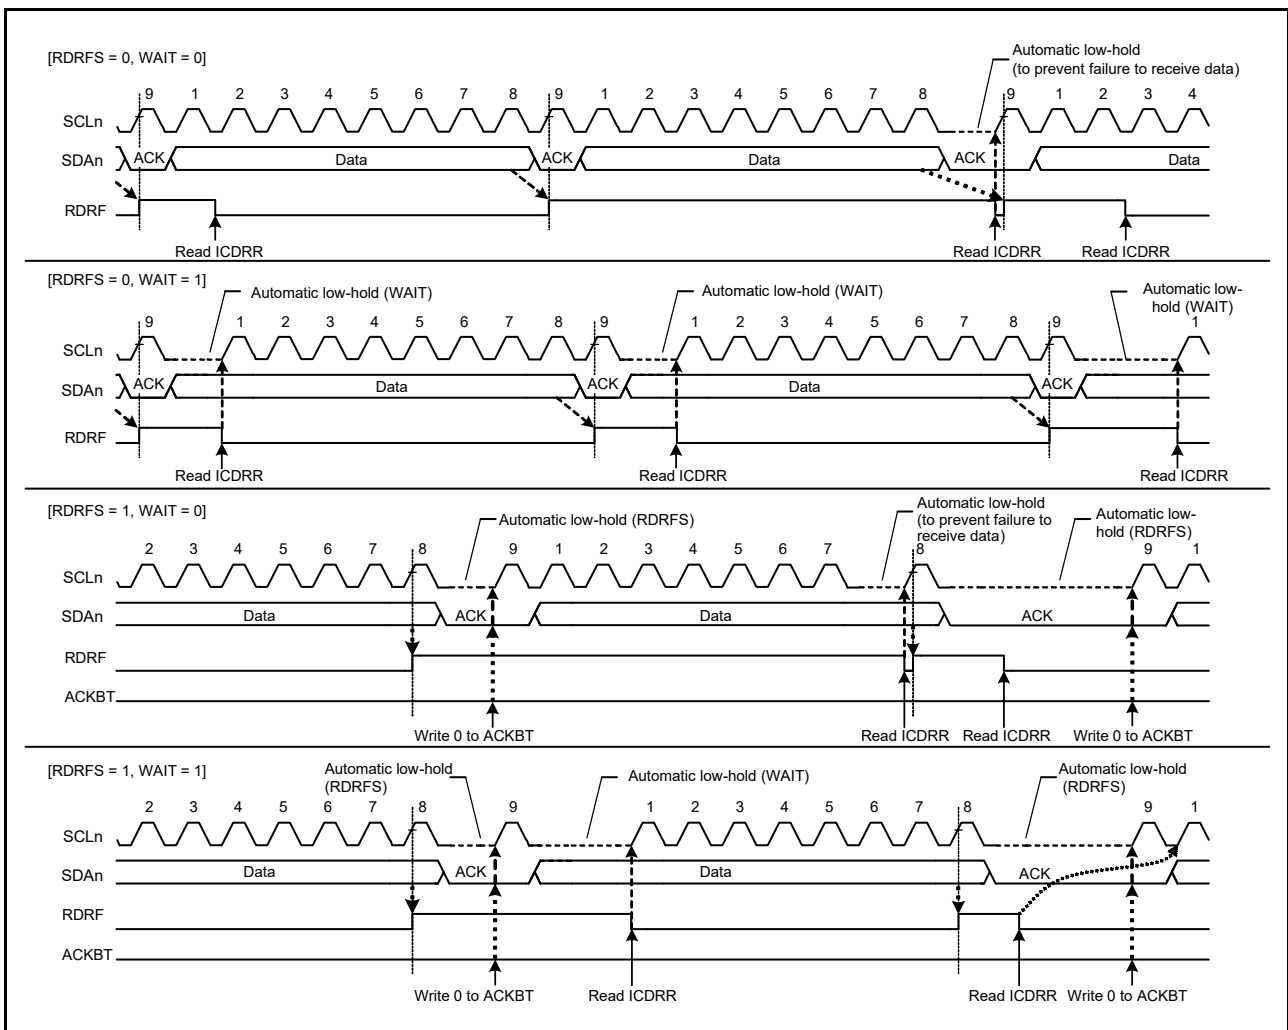 [RDRFS = 0, WAIT = 0]
Automatic low-hold
(to prevent failure to receive data)
9 1 2 3 4 5 6 7 8 9 1 2 3 4 5 6 7 8 9 1 2 3 4
SCLn
SDAn ACK Data ACK Data ACK Data
RDRF
Read ICDRR Read ICDRR Read ICDRR
[RDRFS = 0, WAIT = 1]
Automatic low-hold (WAIT) Automatic low-hold (WAIT) Automatic low-
hold (WAIT)
9 1 2 3 4 5 6 7 8 9 1 2 3 4 5 6 7 8 9 1
SCLn
SDAn ACK Data ACK Data ACK
RDRF
Read ICDRR Read ICDRR Read ICDRR
[RDRFS = 1, WAIT = 0]
Automatic low-hold (RDRFS)
Automatic low-hold
(to prevent failure to
receive data)
Automatic low-
hold (RDRFS)
2 3 4 5 6 7 8 9 1 2 3 4 5 6 7 8 9 1
SCLn
SDAn Data ACK Data ACK
RDRF
ACKBT
Write 0 to ACKBT Read ICDRR Read ICDRR Write 0 to ACKBT
[RDRFS = 1, WAIT = 1]
Automatic low-hold
(RDRFS)
Automatic low-hold (WAIT)
Automatic low-hold
(RDRFS)
2 3 4 5 6 7 8 9 1 2 3 4 5 6 7 8 9 1
SCLn
SDAn Data ACK Data ACK
RDRF
ACKBT
Write 0 to ACKBT Read ICDRR Read ICDRR Write 0 to ACKBT